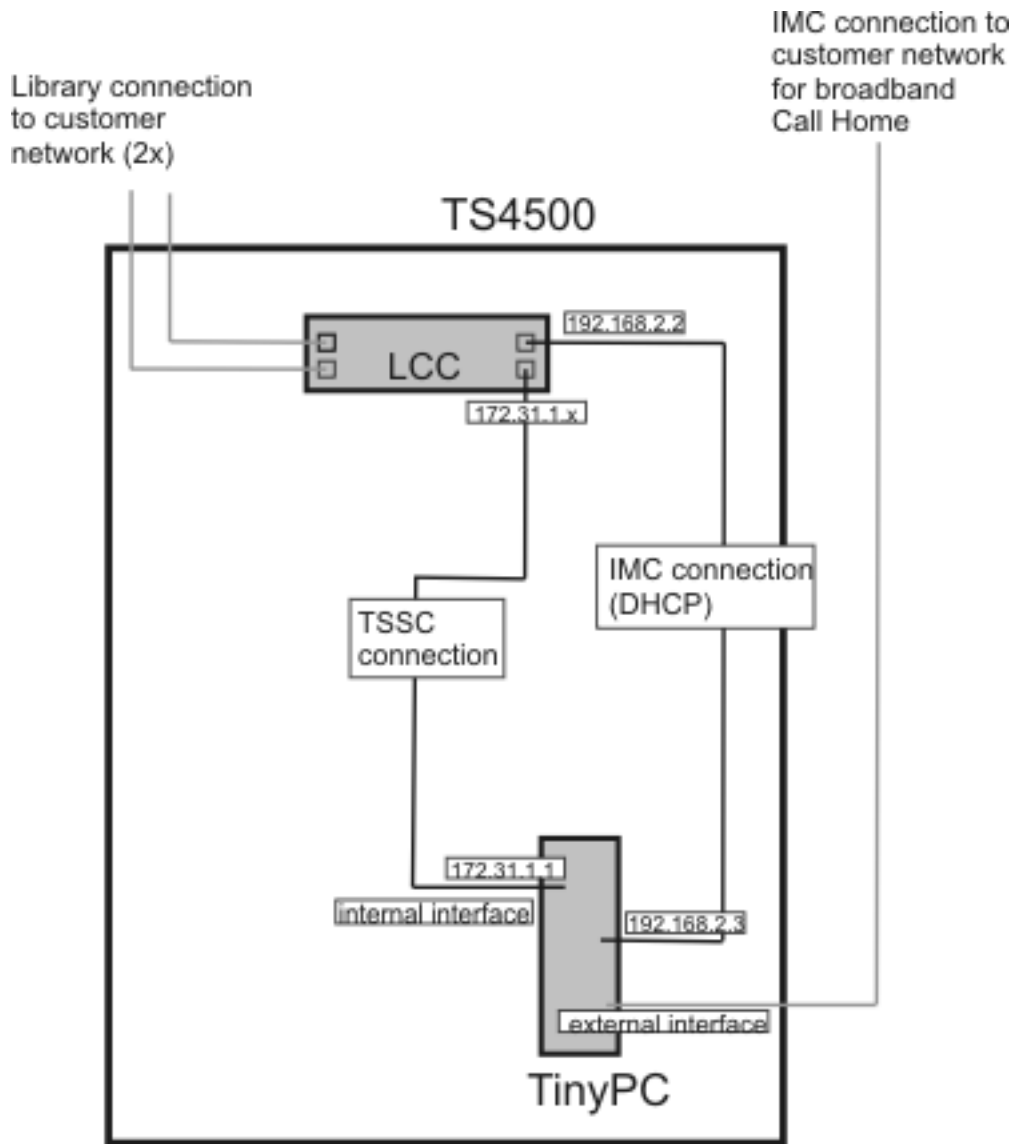 IMC connection to
customer network
for broadband
Call Home
Library connection
to customer
network (2x)
TS4500
192.168.2.2
LCC
172.31.1.x
IMC connection
(DHCP)
TSSC
connection
172.31.1.1
internal interface
192.168.2.3
external interface
TinyPC